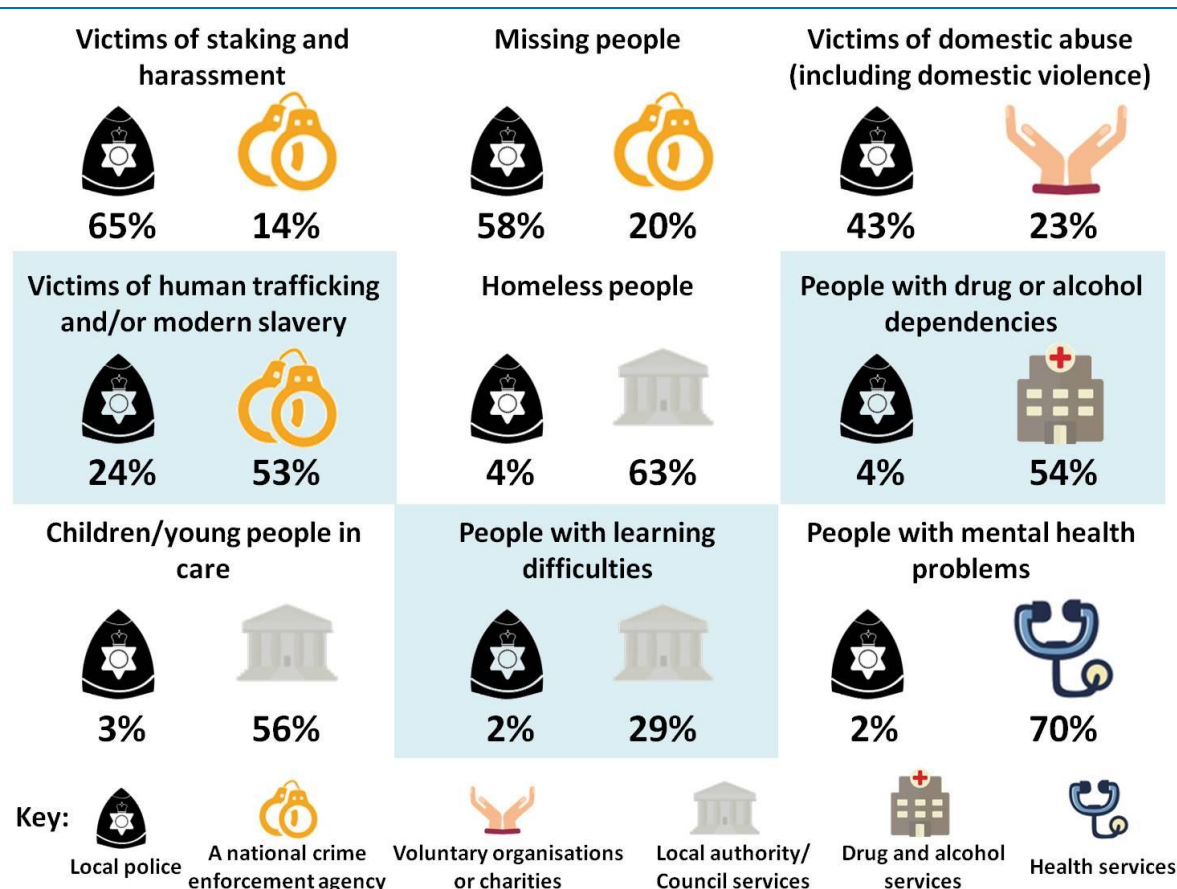 Victims of staking and
harassment
65% 14%
Missing people
58% 20%
Victims of domestic abuse
(including domestic violence)
43% 23%
Victims of human trafficking
and/or modern slavery
24% 53%
Homeless people
4% 63%
People with drug or alcohol
dependencies
4% 54%
Children/young people in
care
3% 56%
People with learning
difficulties
2% 29%
People with mental health
problems
2% 70%
Key:
Local police
A national crime
enforcement agency
Voluntary organisations
or charities
Local authority/
Council services
Drug and alcohol
services
Health services